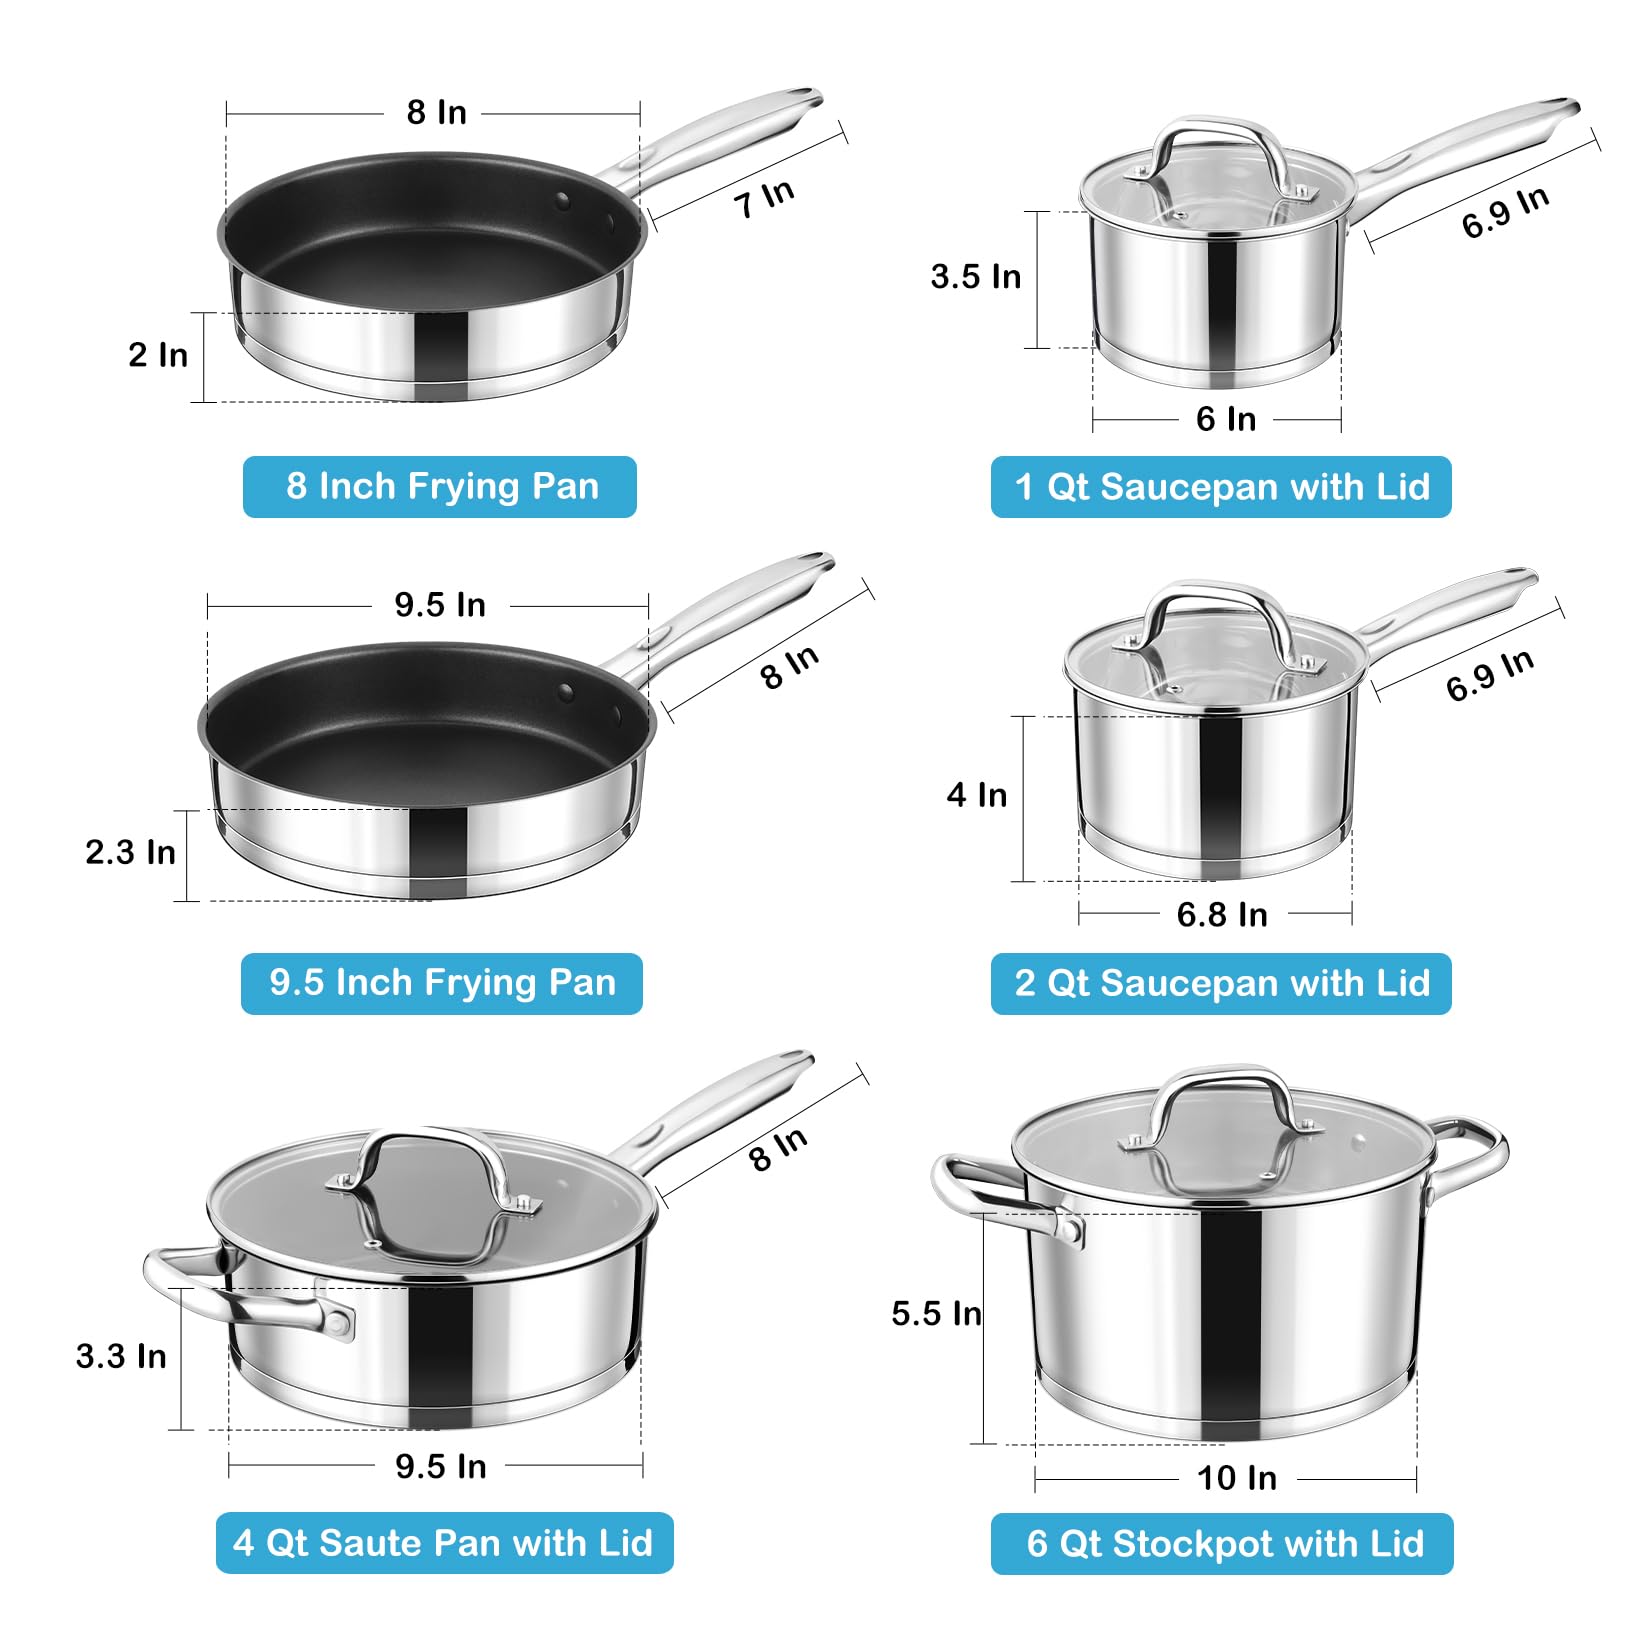 8 In
7 In
2 In
8 Inch Frying Pan
6.9 In
3.5 In
6 In
1 Qt Saucepan with Lid
9.5 In
8 In
2.3 In
9.5 Inch Frying Pan
6.9 In
4 In
6.8 In
2 Qt Saucepan with Lid
8 In
3.3 In
9.5 In
4 Qt Saute Pan with Lid
5.5 In
10 In
6 Qt Stockpot with Lid